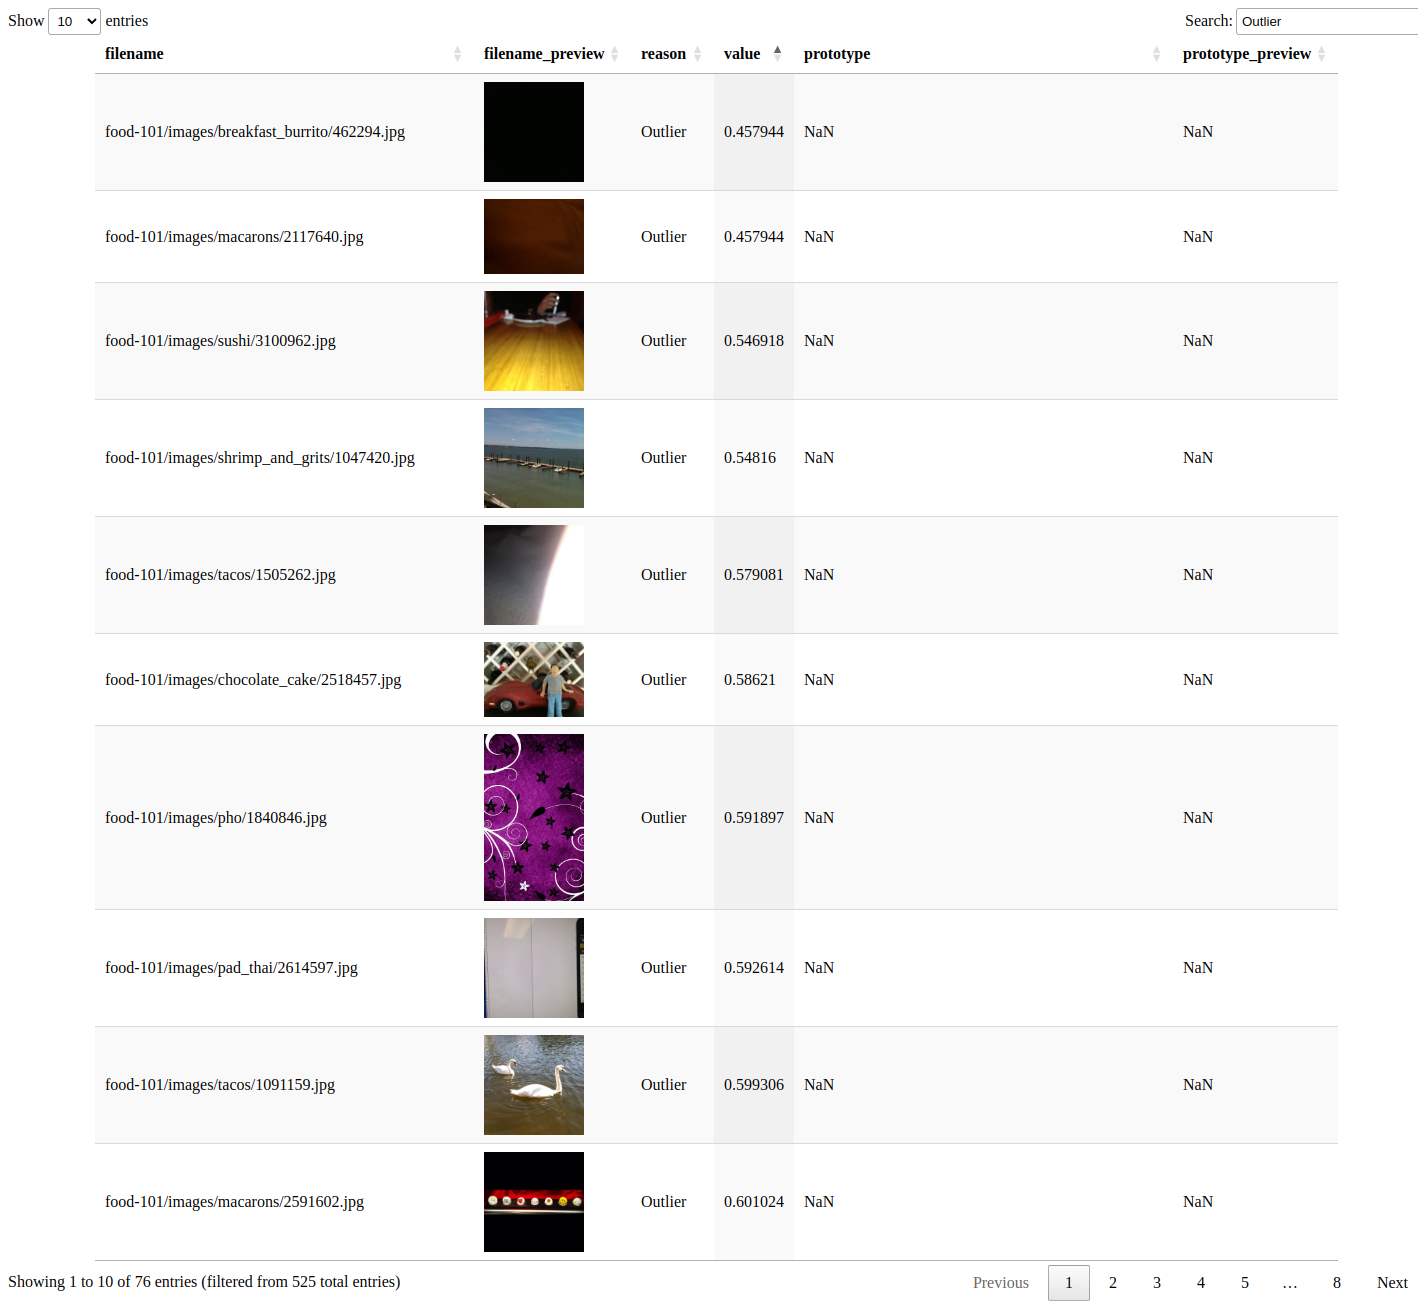 Show 10 entries Search: Outlier
filename filename_preview reason value prototype prototype_preview
food-101/images/breakfast_burrito/462294.jpg Outlier 0.457944 NaN NaN
food-101/images/macarons/2117640.jpg Outlier 0.457944 NaN NaN
food-101/images/sushi/3100962.jpg Outlier 0.546918 NaN NaN
food-101/images/shrimp_and_grits/1047420.jpg Outlier 0.54816 NaN NaN
food-101/images/tacos/1505262.jpg Outlier 0.579081 NaN NaN
food-101/images/chocolate_cake/2518457.jpg Outlier 0.58621 NaN NaN
food-101/images/pho/1840846.jpg Outlier 0.591897 NaN NaN
food-101/images/pad_thai/2614597.jpg Outlier 0.592614 NaN NaN
food-101/images/tacos/1091159.jpg Outlier 0.599306 NaN NaN
food-101/images/macarons/2591602.jpg Outlier 0.601024 NaN NaN
Showing 1 to 10 of 76 entries (filtered from 525 total entries) Previous 1 2 3 4 5 … 8 Next